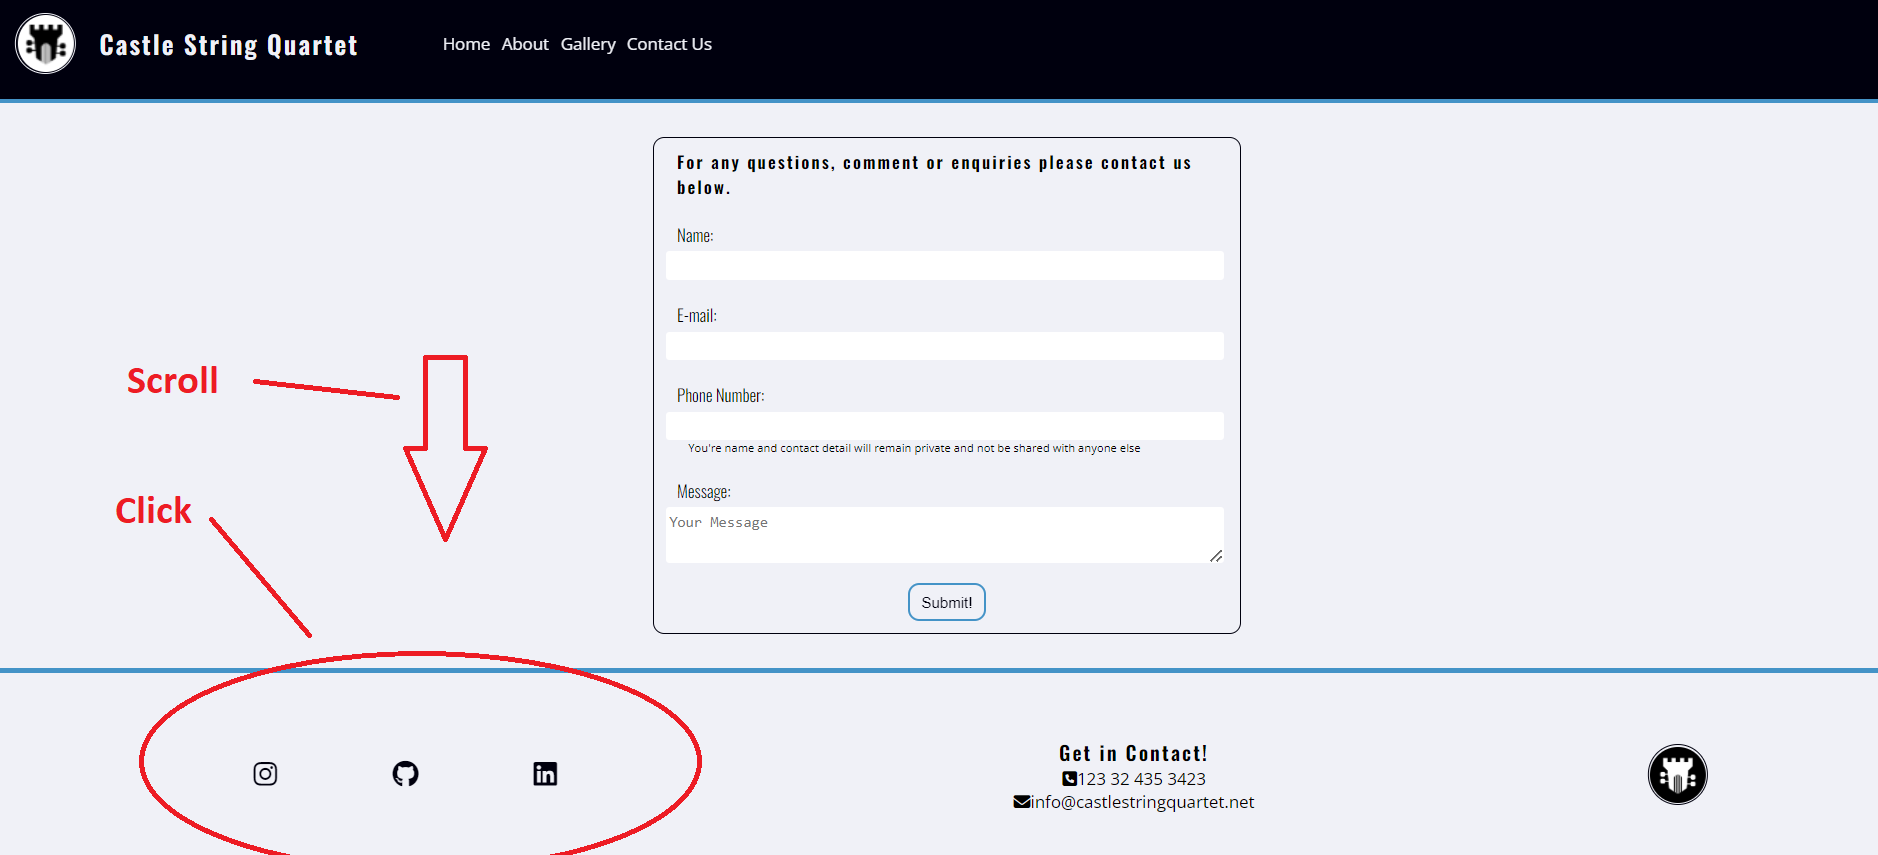 Castle String Quartet
Home About Gallery Contact Us
For any questions, comment or enquiries please contact us
below.
Name:
E-mail:
Scroll
Phone Number:
You're name and contact detail will remain private and not be shared with anyone else
Click
Message:
Your Message
Submit!
Get in Contact!
123 32 435 3423
info@castlestringquartet.net